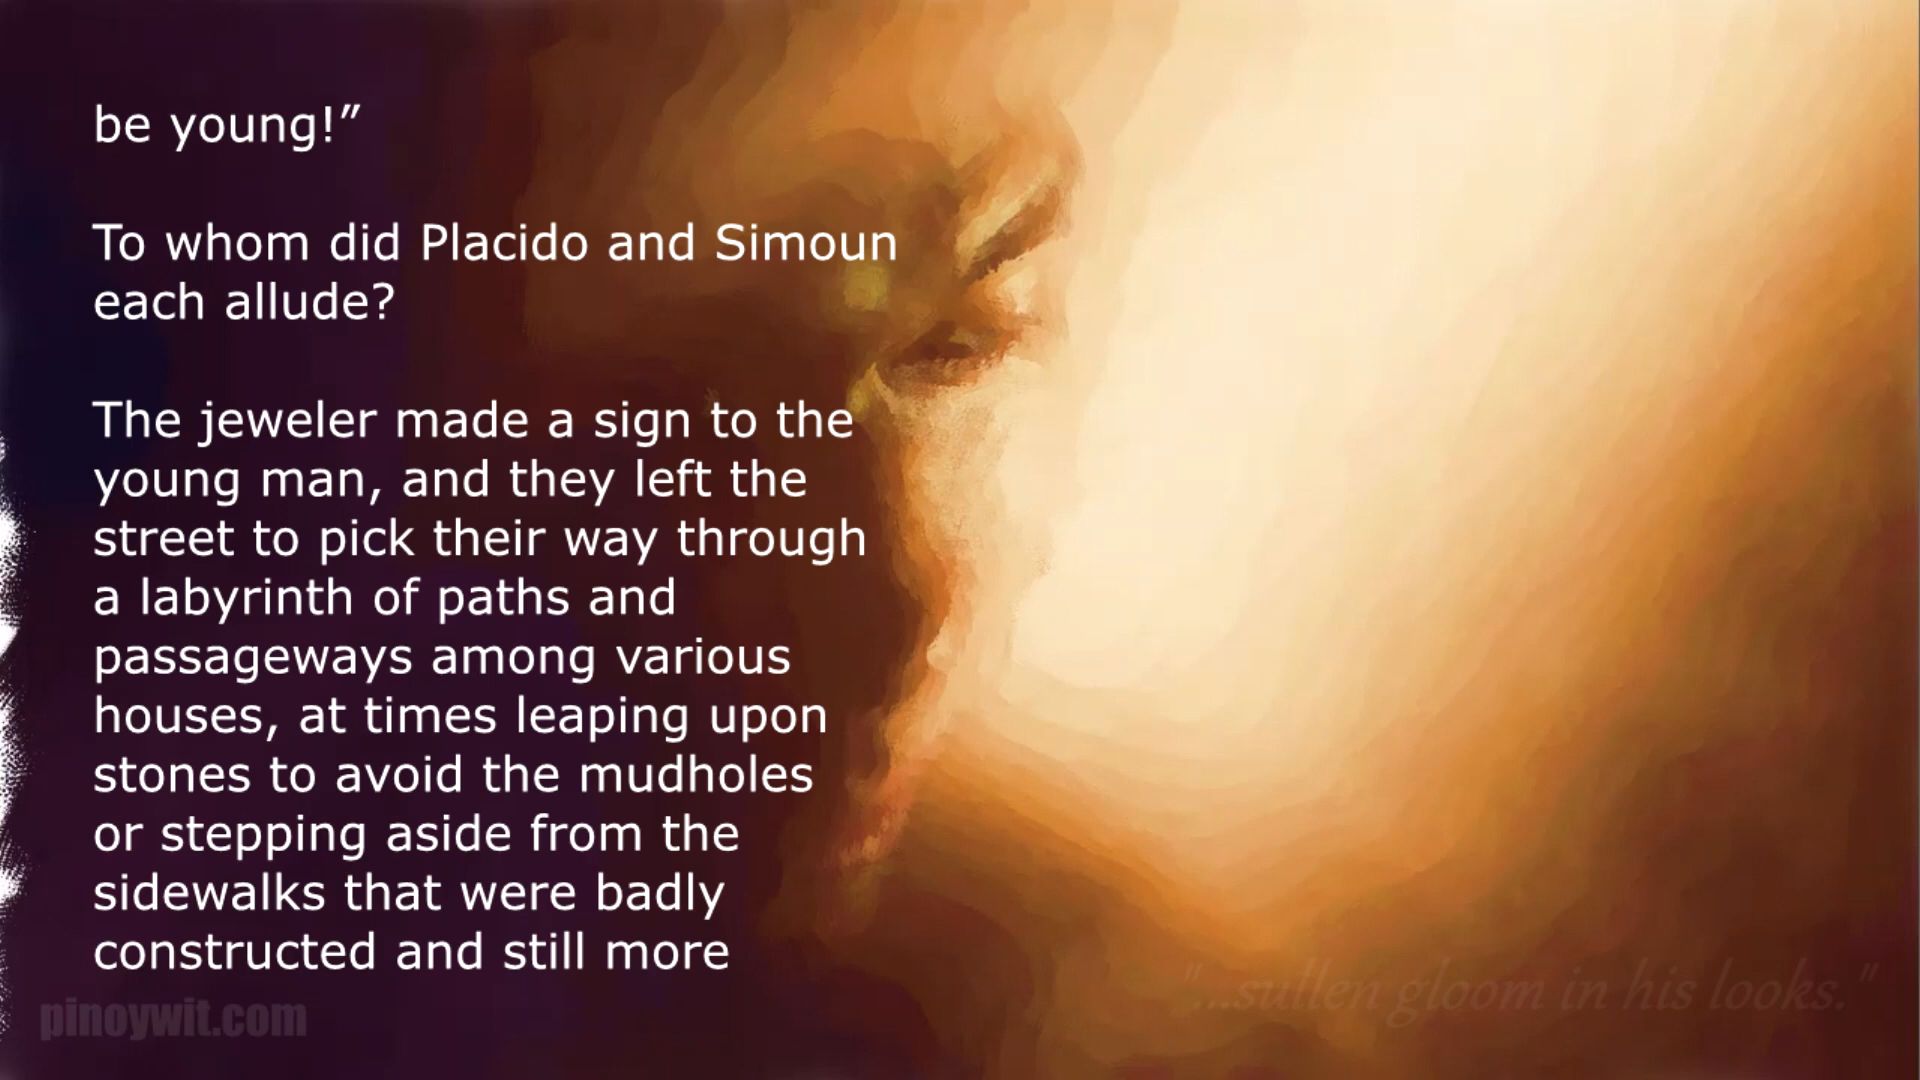 be young!”
To whom did Placido and Simoun
each allude?
The jeweler made a sign to the
young man, and they left the
street to pick their way through
a labyrinth of paths and
passageways among various
houses, at times leaping upon
stones to avoid the mudholes
or stepping aside from the
sidewalks that were badly
constructed and still more
"...sullen gloom in his looks."
pinoywit.com